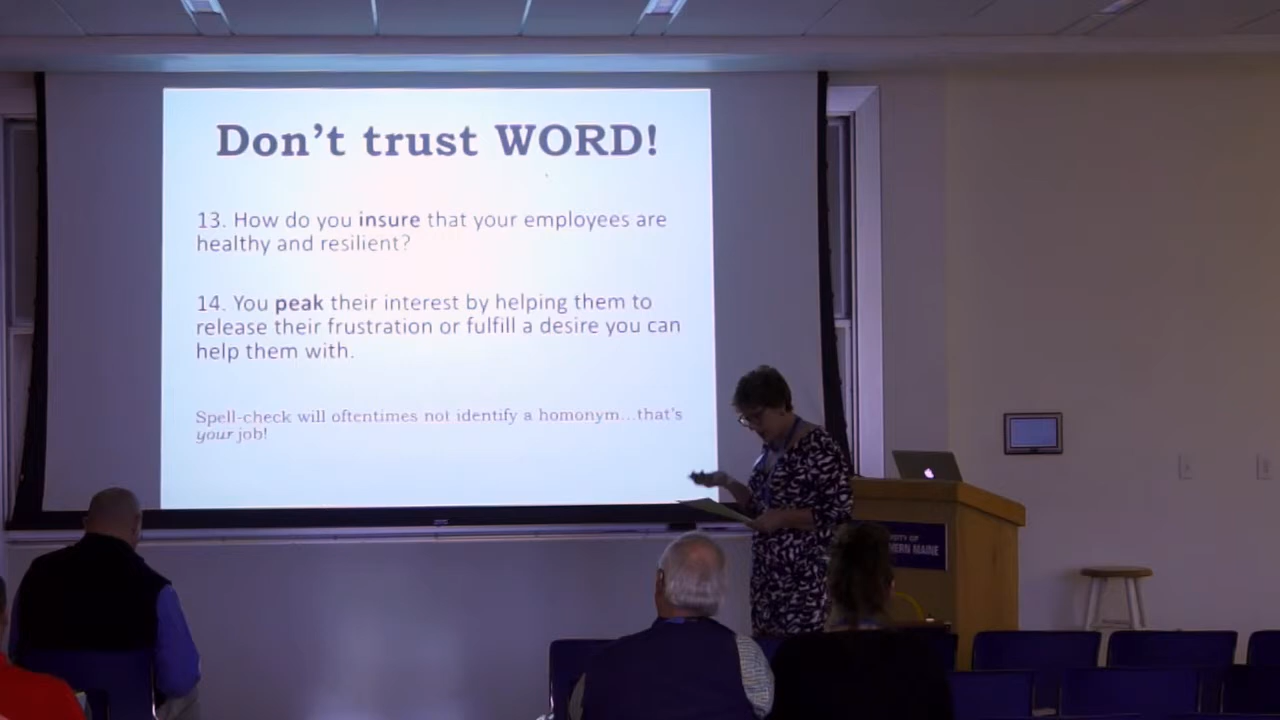 Don't trust WORD!
13. How do you insure that your employees are
healthy and resilient?
14. You peak their interest by helping them to
release their frustration or fulfill a desire you can
help them with.
Spell-check will oftentimes not identify a homonym...that's
your job!
MAINE